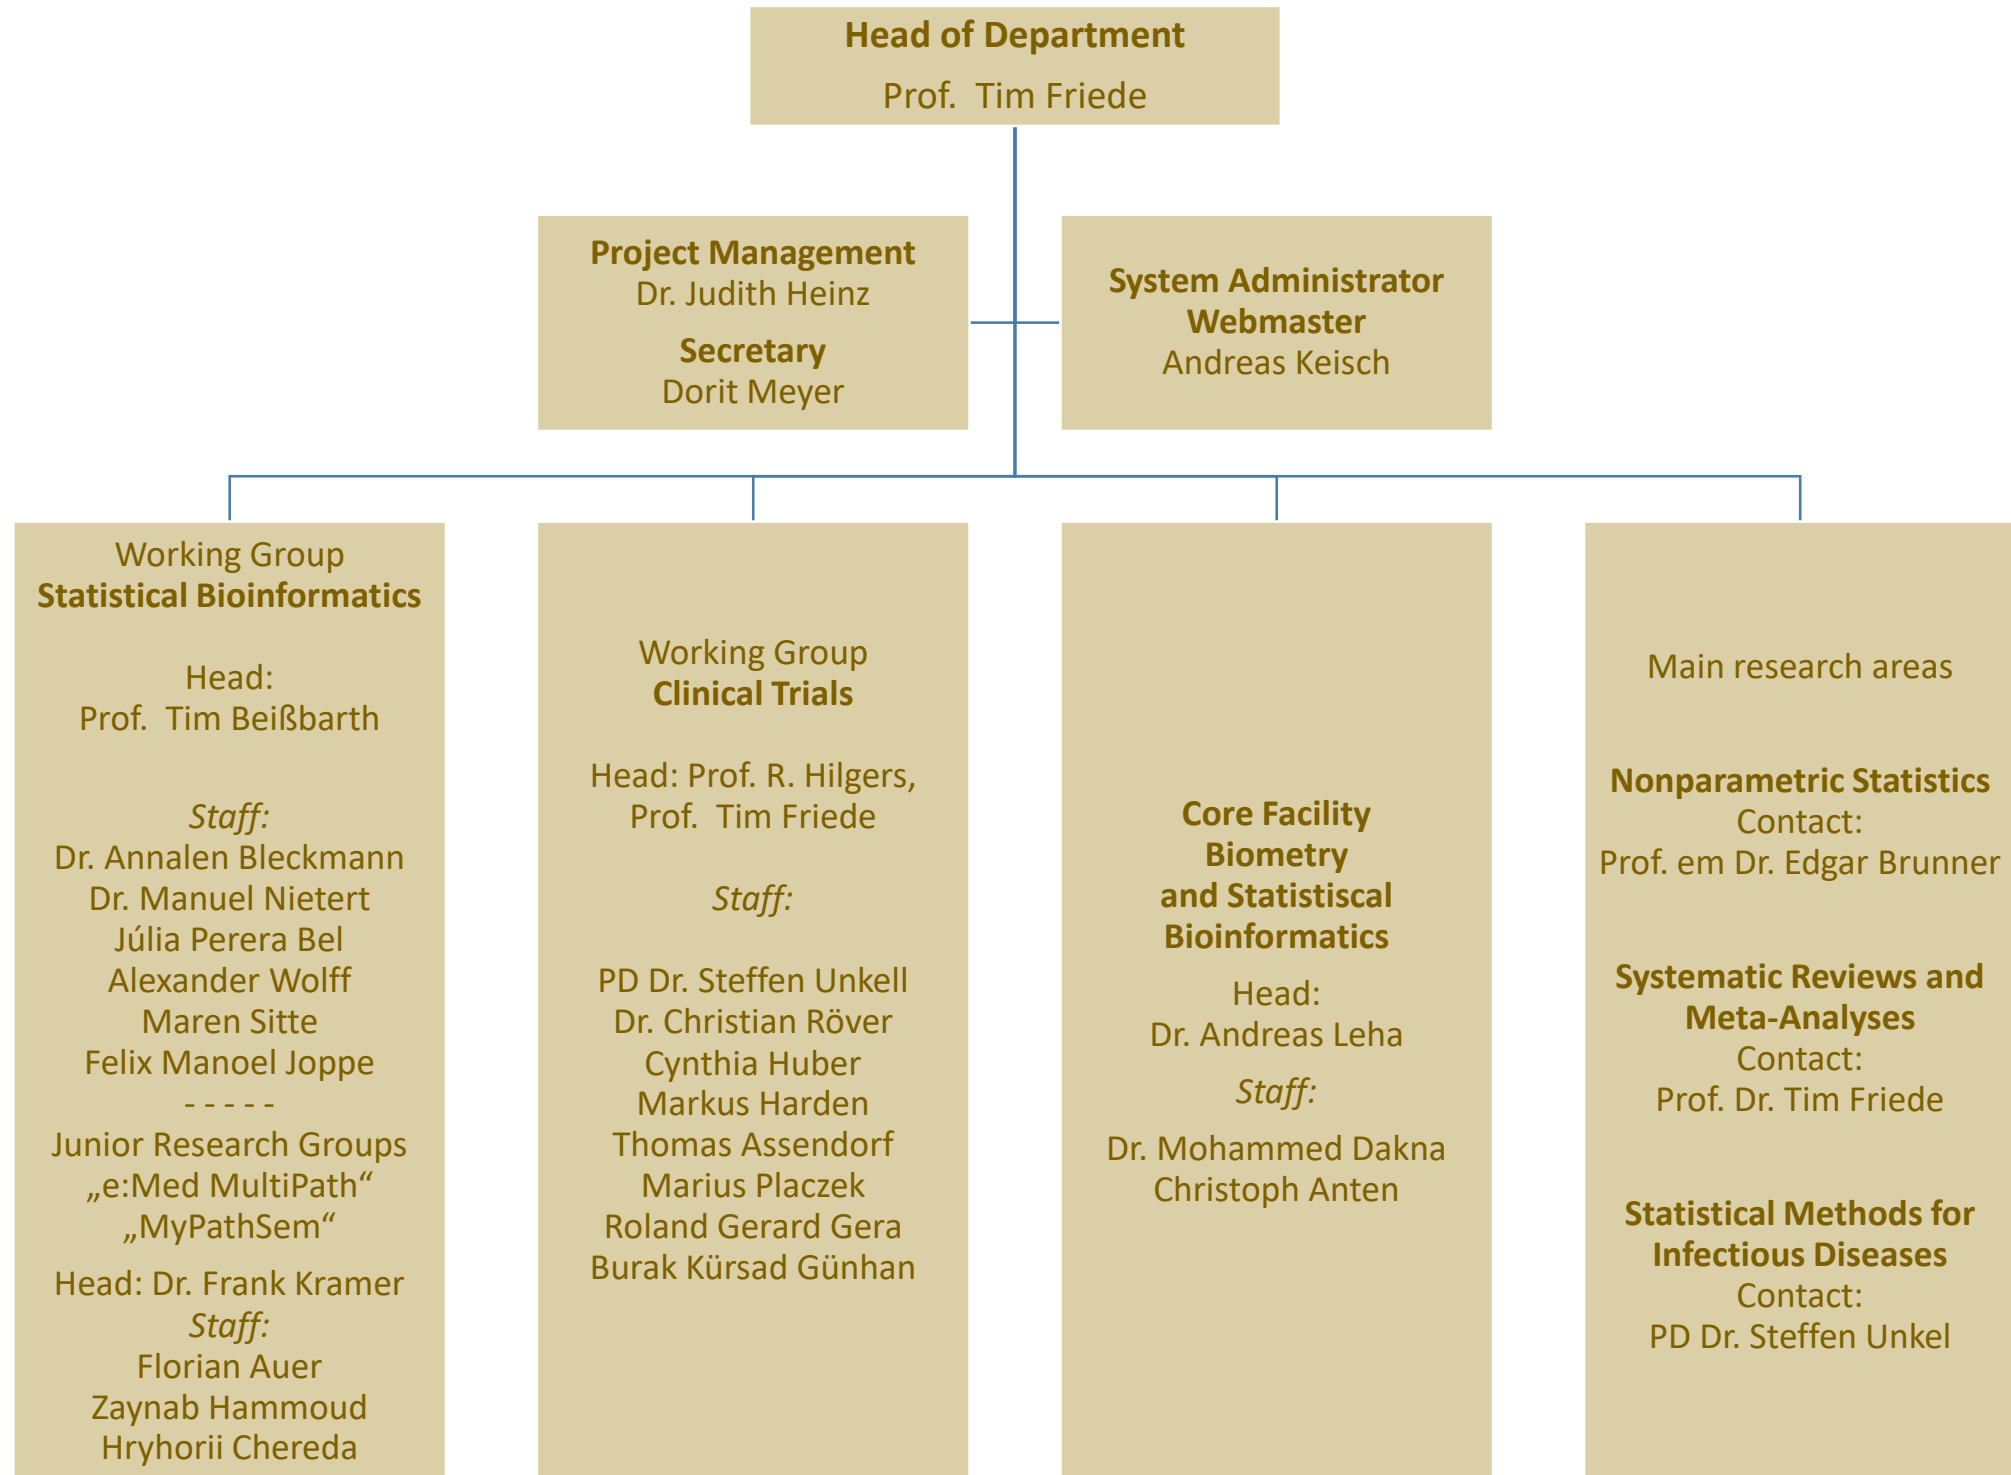 Head of Department
Prof. Tim Friede
Project Management
Dr. Judith Heinz
Secretary
Dorit Meyer
System Administrator
Webmaster
Andreas Keisch
Working Group
Statistical Bioinformatics
Head:
Prof. Tim Beißbarth
Staff:
Dr. Annalen Bleckmann
Dr. Manuel Nietert
Júlia Perera Bel
Alexander Wolff
Maren Sitte
Felix Manoel Joppe
- - - - -
Junior Research Groups
„e:Med MultiPath“
„MyPathSem“
Head: Dr. Frank Kramer
Staff:
Florian Auer
Zaynab Hammoud
Hryhorii Chereda
Working Group
Clinical Trials
Head: Prof. R. Hilgers,
Prof. Tim Friede
Staff:
PD Dr. Steffen Unkell
Dr. Christian Röver
Cynthia Huber
Markus Harden
Thomas Assendorf
Marius Placzek
Roland Gerard Gera
Burak Kürsad Günhan
Core Facility
Biometry
and Statistiscal
Bioinformatics
Head:
Dr. Andreas Leha
Staff:
Dr. Mohammed Dakna
Christoph Anten
Main research areas
Nonparametric Statistics
Contact:
Prof. em Dr. Edgar Brunner
Systematic Reviews and
Meta-Analyses
Contact:
Prof. Dr. Tim Friede
Statistical Methods for
Infectious Diseases
Contact:
PD Dr. Steffen Unkel